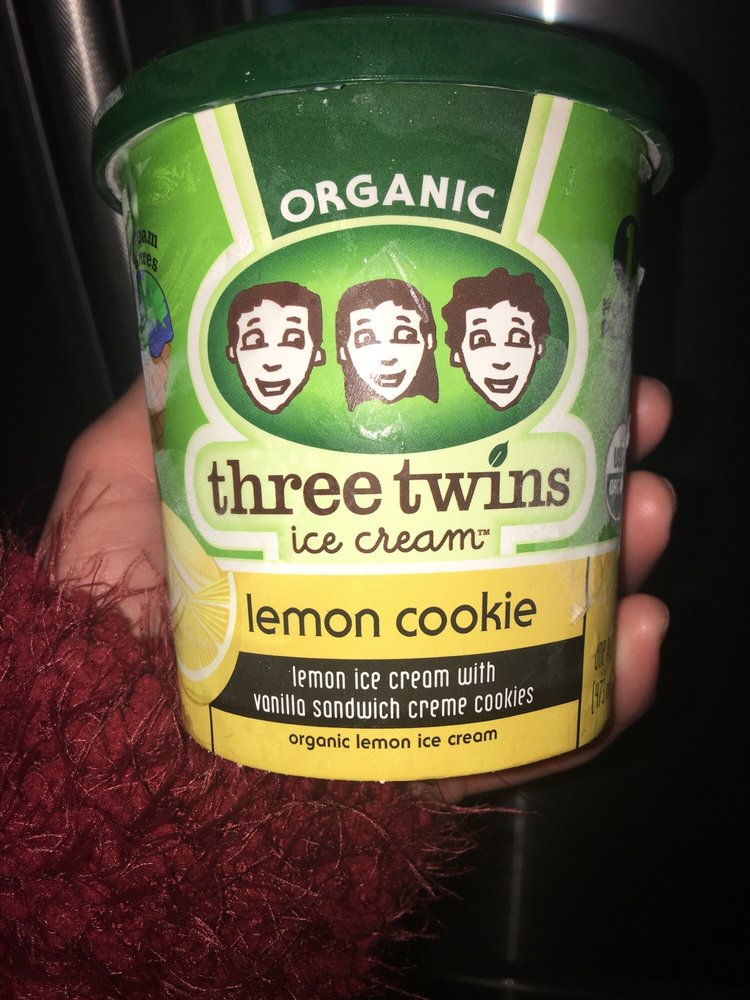 ORGANIC
three twins
ice cream™
lemon cookie
lemon ice cream with
vanilla sandwich creme cookies
organic lemon ice cream